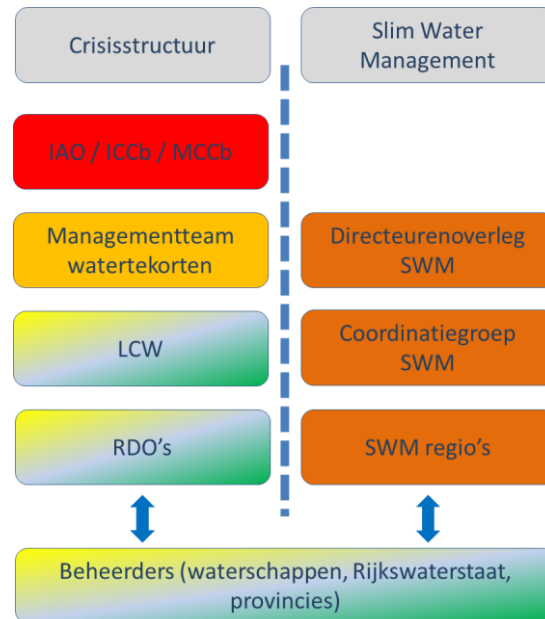 Crisisstructuur
Slim Water
Management
IAO / ICCb / MCCb
Managementteam
watertekorten
Directeurenoverleg
SWM
LCW
Coordinatiegroep
SWM
RDO’s
SWM regio’s
Beheerders (waterschappen, Rijkswaterstaat,
provincies)